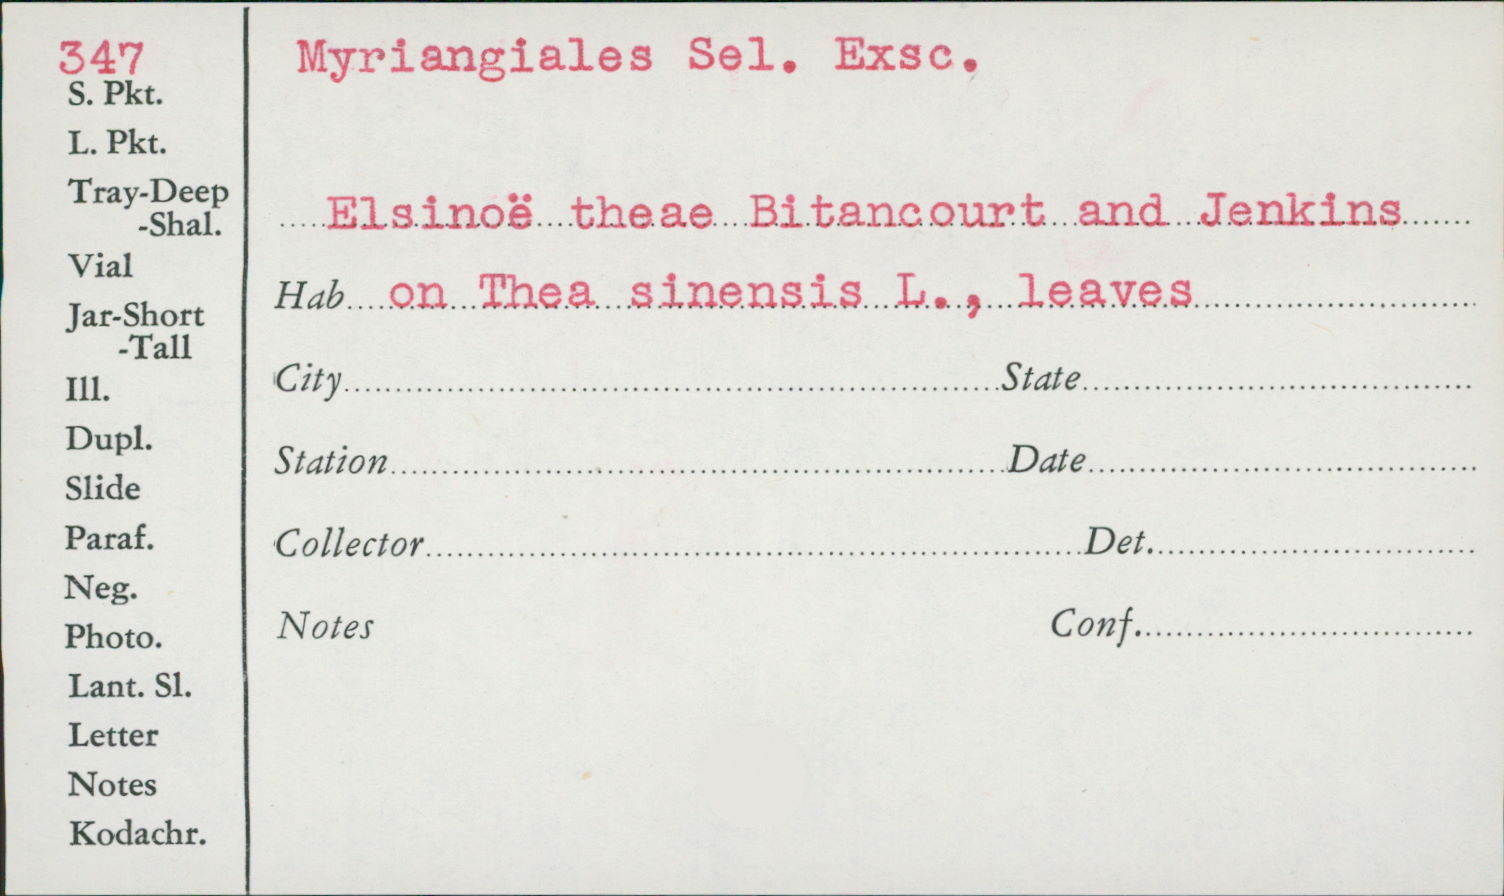 347
S. Pkt.
L. Pkt.
Tray-Deep
-Shal.
Vial
Jar-Short
-Tall
Ill.
Dupl.
Slide
Paraf.
Neg.
Photo.
Lant. Sl.
Letter
Notes
Kodachr.
Myriangiales Sel. Exsc.
Elsinoë theae Bitancourt and Jenkins
Hab. on Thea sinensis L., leaves
City State
Station Date
Collector Det.
Notes Conf.